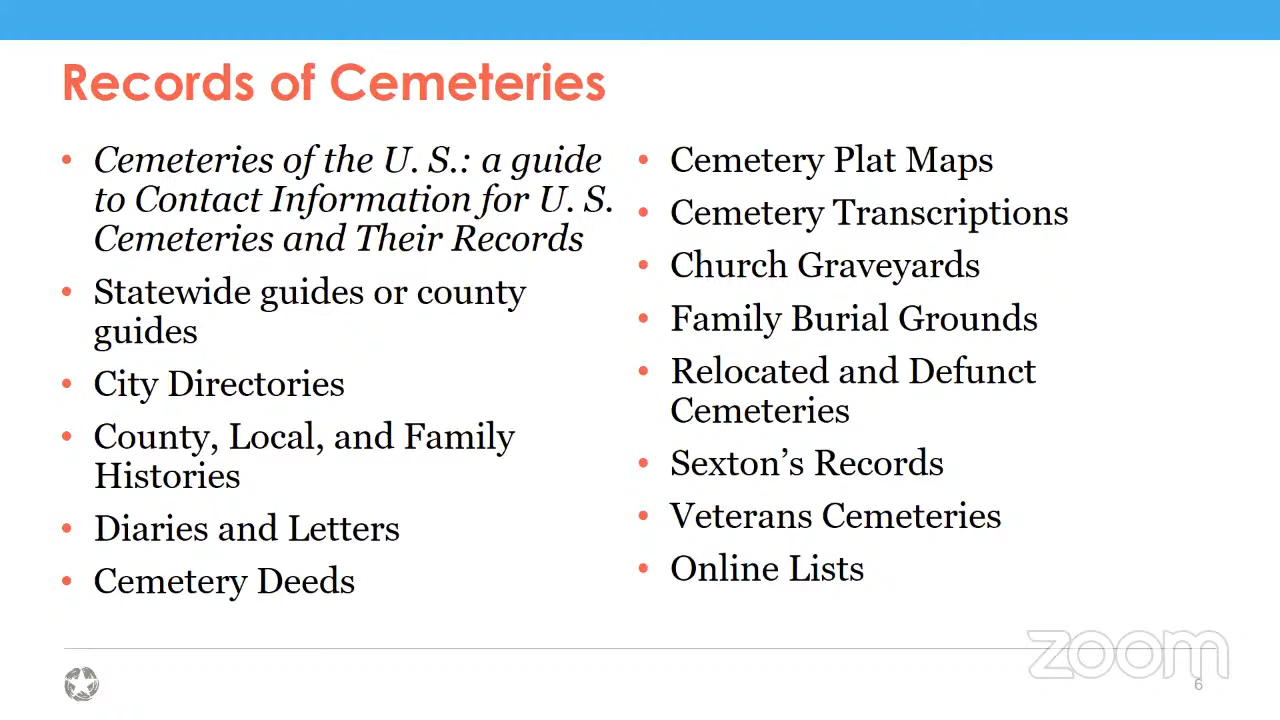 Records of Cemeteries
• Cemeteries of the U. S.: a guide
to Contact Information for U. S.
Cemeteries and Their Records
• Statewide guides or county
guides
• City Directories
• County, Local, and Family
Histories
• Diaries and Letters
• Cemetery Deeds
• Cemetery Plat Maps
• Cemetery Transcriptions
• Church Graveyards
• Family Burial Grounds
• Relocated and Defunct
Cemeteries
• Sexton’s Records
• Veterans Cemeteries
• Online Lists
zoom
6